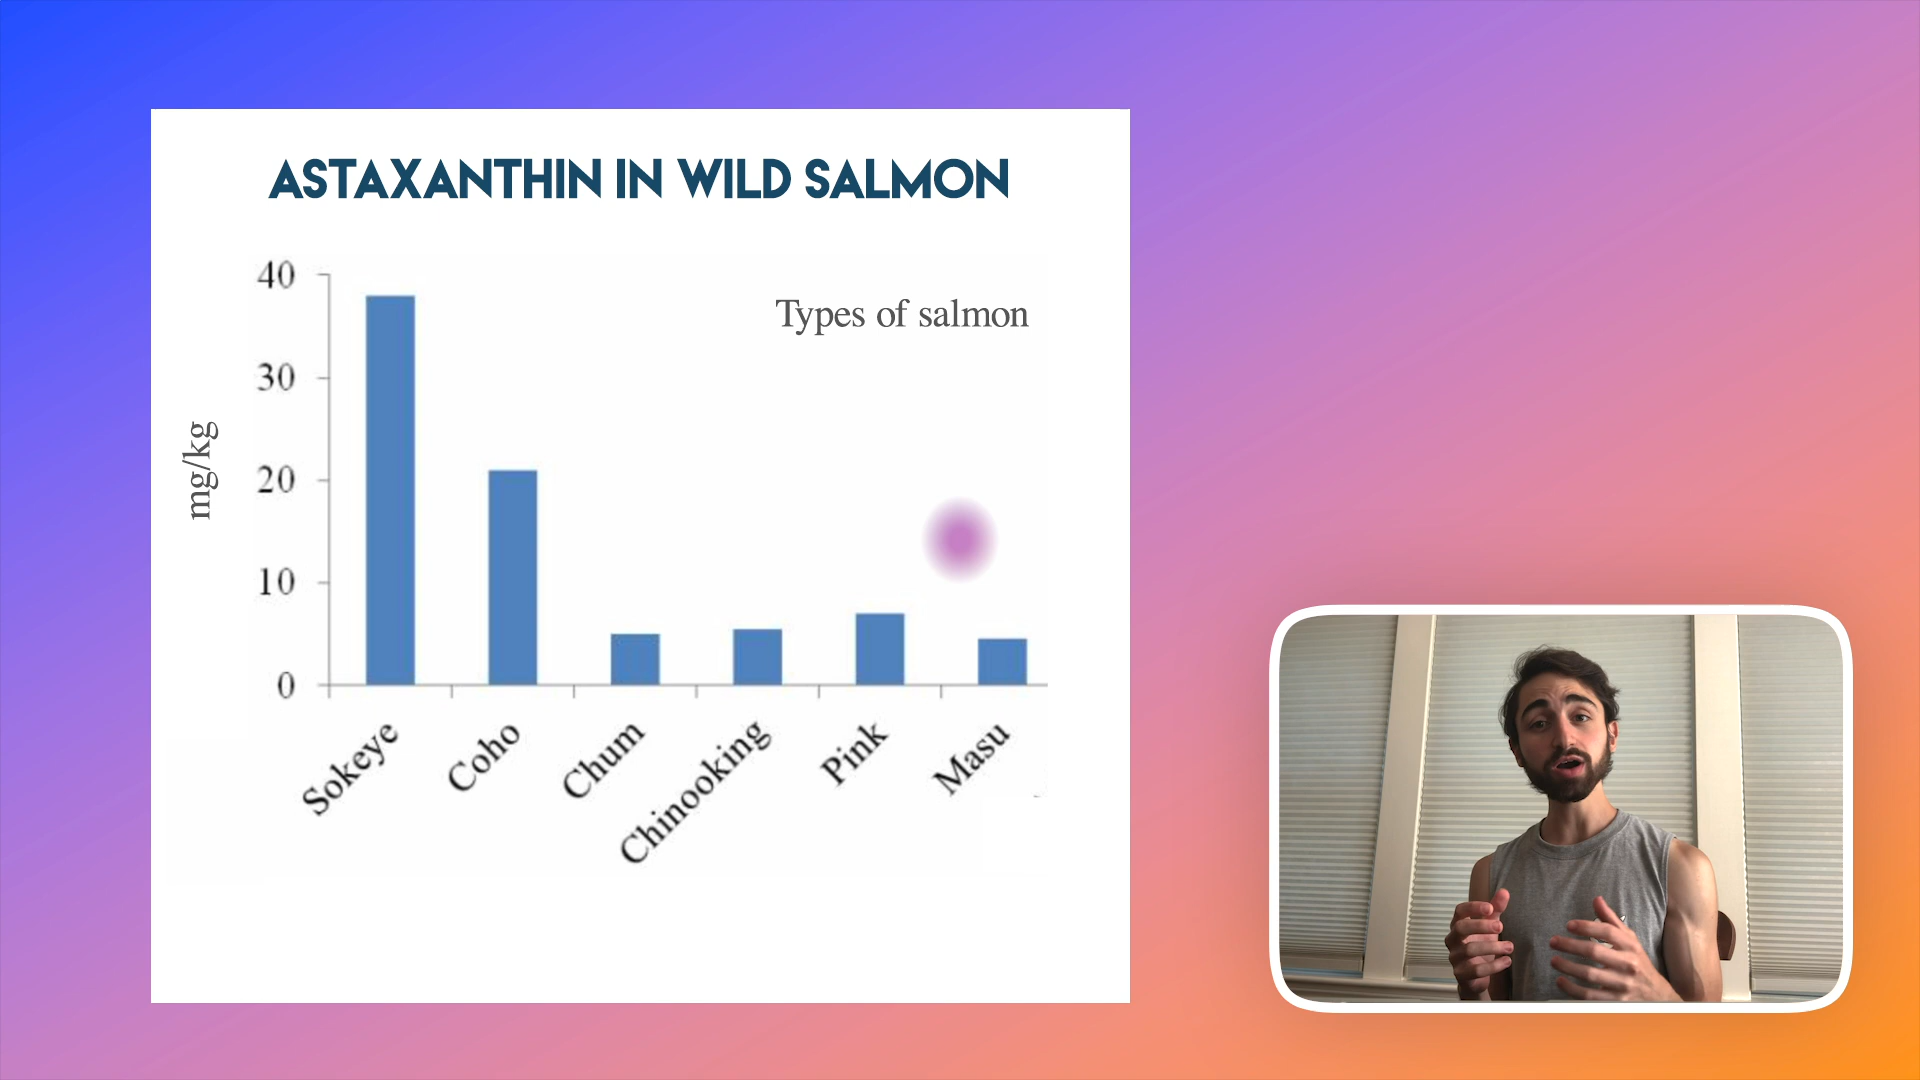 ASTAXANTHIN IN WILD SALMON
Types of salmon
mg/kg
40
30
20
10
0
Sokeye
Coho
Chum
Chinooking
Pink
Masu